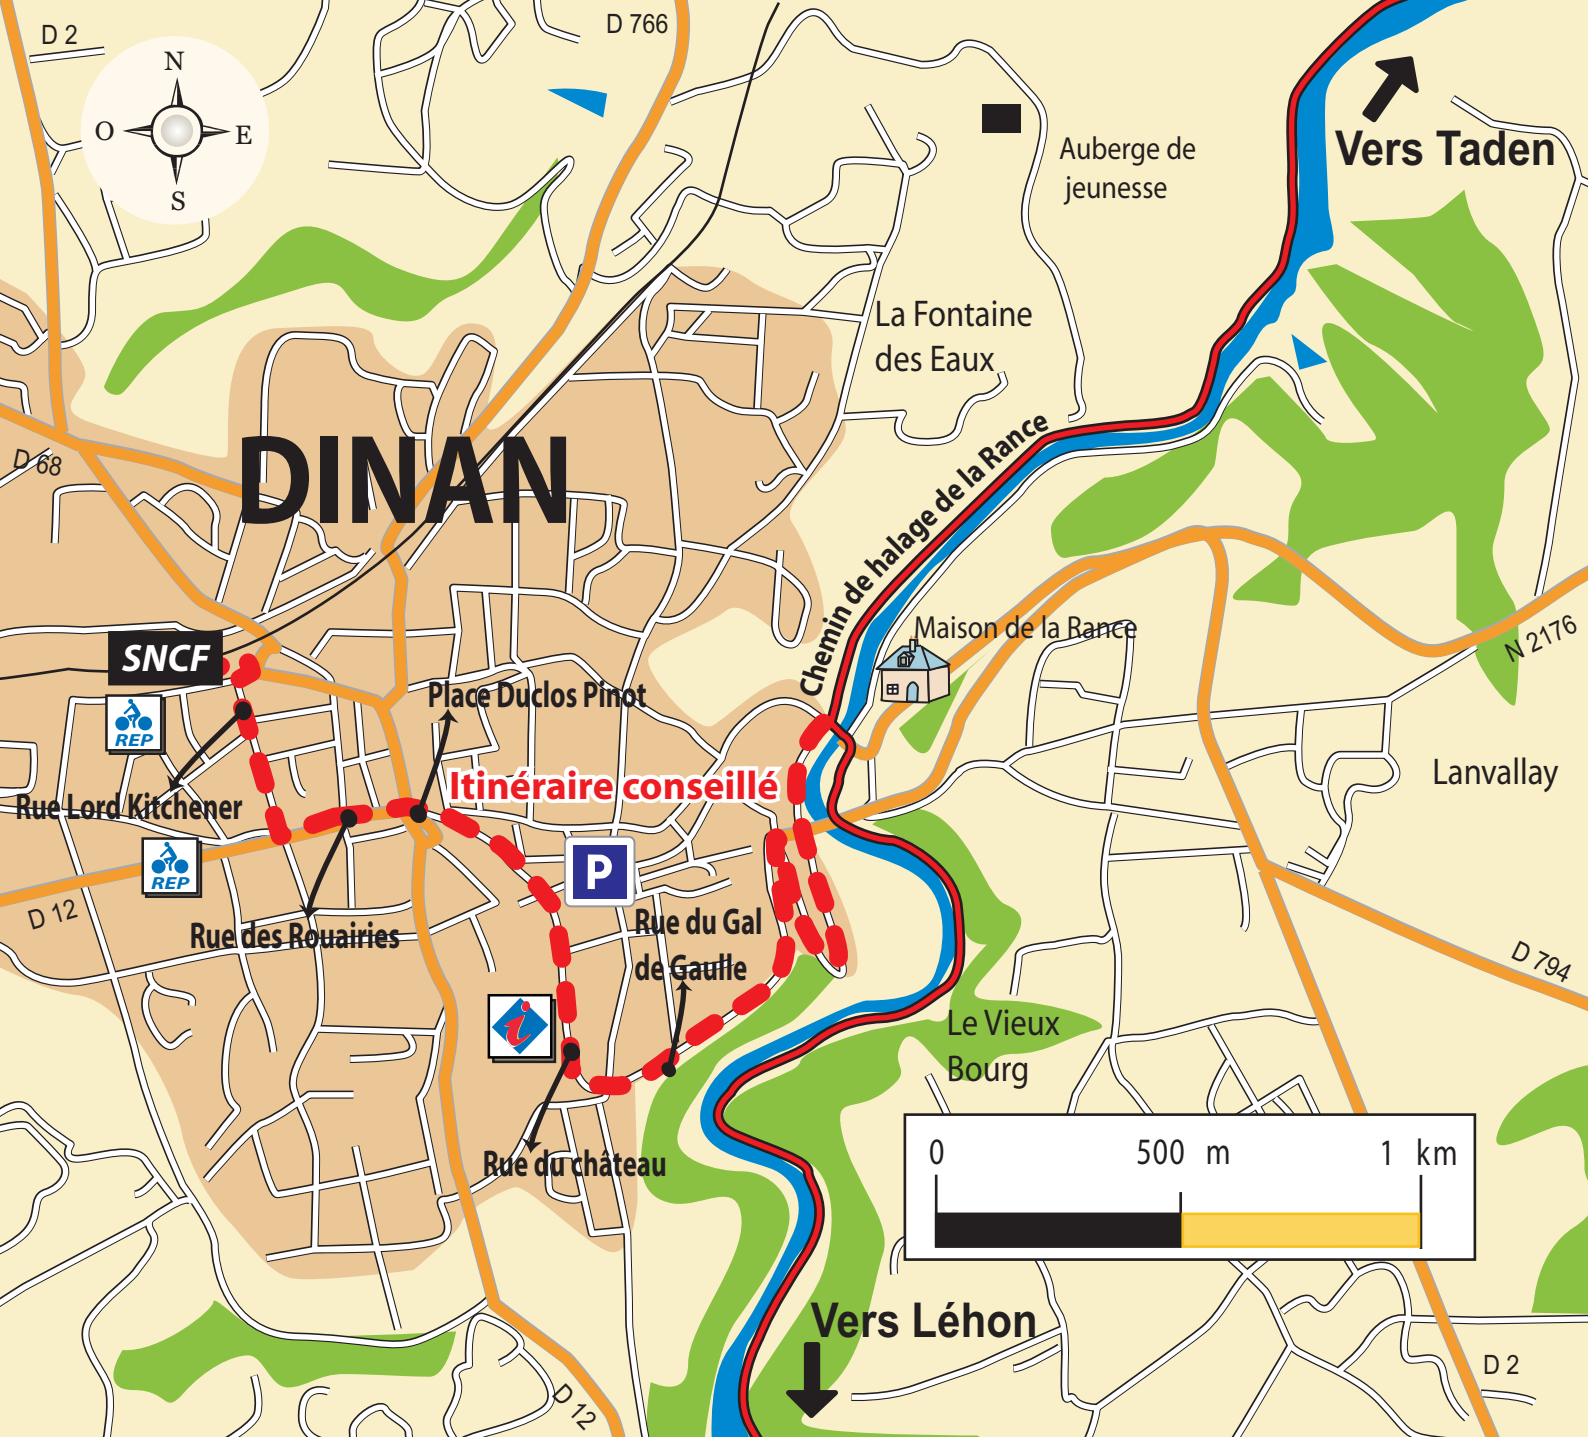 D 2
D 766
N
O
E
S
Vers Taden
Auberge de
jeunesse
La Fontaine
des Eaux
DINAN
D 68
Chemin de halage de la Rance
Maison de la Rance
N 2176
SNCF
Place Duclos Pinot
REP
Itinéraire conseillé
Lanvallay
Rue Lord Kitchener
REP
P
D 12
Rue des Rouairies
Rue du Gal
de Gaulle
D 794
i
Le Vieux
Bourg
Rue du château
0 500 m 1 km
Vers Léhon
D 2
D 12